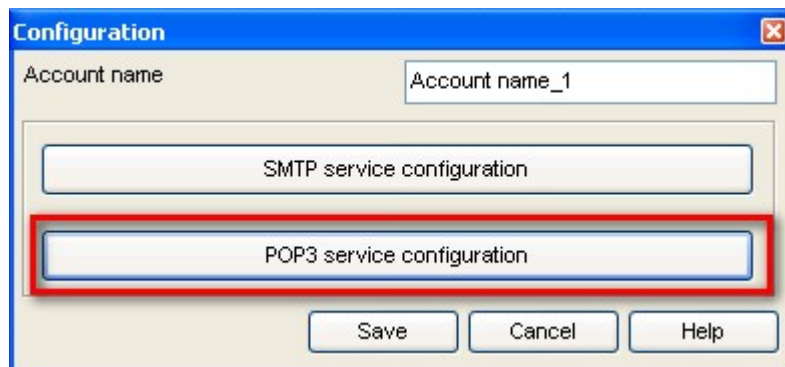 Configuration
Account name Account name_1
SMTP service configuration
POP3 service configuration
Save Cancel Help